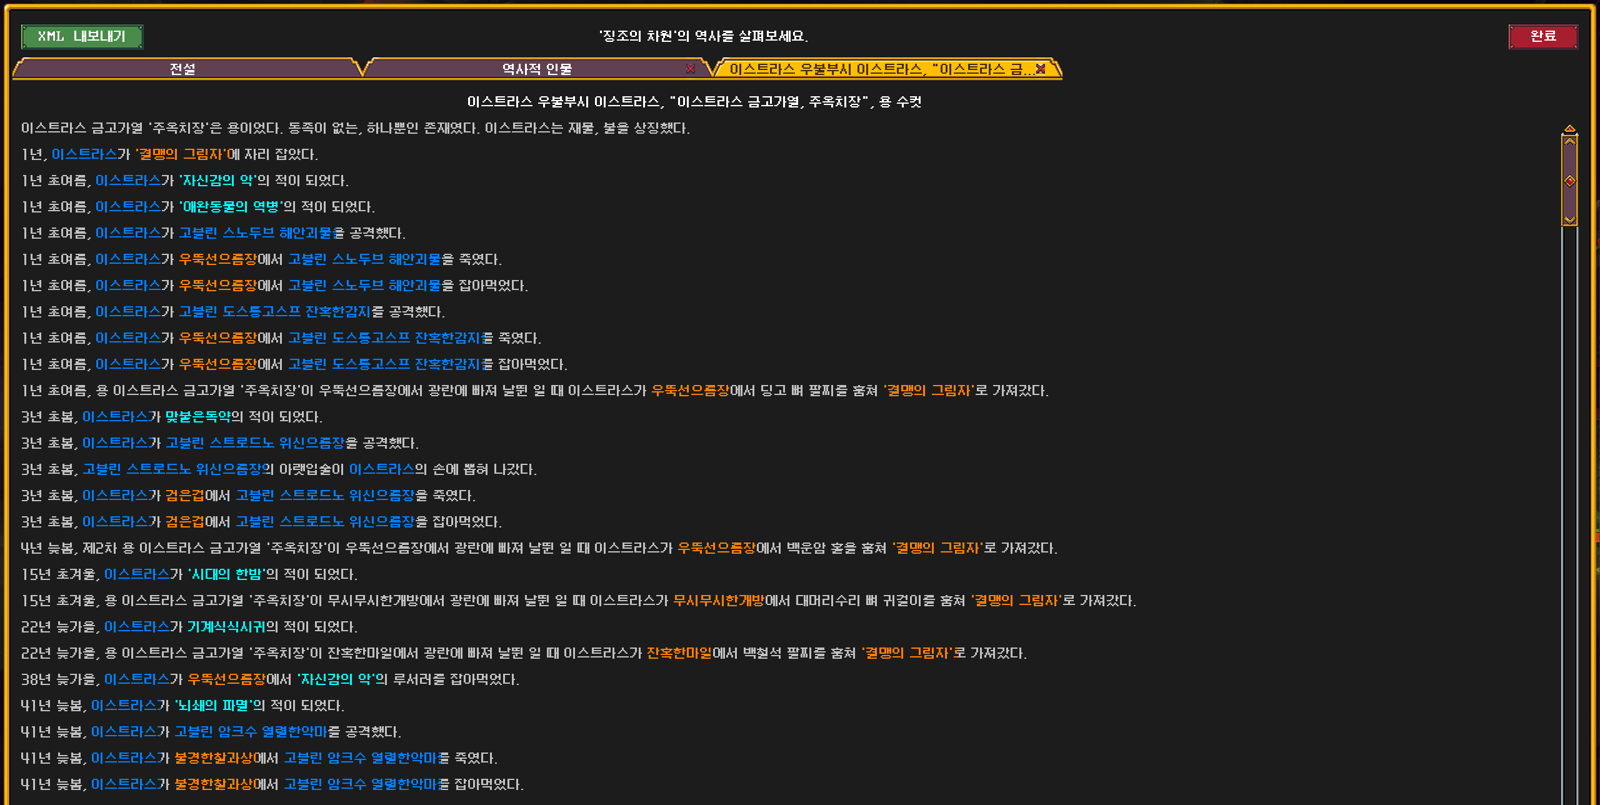 XML 내보내기
'징조의 차원'의 역사를 살펴보세요.
완료
전설
역사적 인물
이스트라스 우불부시 이스트라스, "이스트라스 금...
이스트라스 우불부시 이스트라스, "이스트라스 금고가열, 주옥치장", 용 수컷
이스트라스 금고가열 '주옥치장'은 용이었다. 동족이 없는, 하나뿐인 존재였다. 이스트라스는 재물, 불을 상징했다.
1년, 이스트라스가 '결맹의 그림자'에 자리 잡았다.
1년 초여름, 이스트라스가 '자신감의 악'의 적이 되었다.
1년 초여름, 이스트라스가 '애완동물의 역병'의 적이 되었다.
1년 초여름, 이스트라스가 고블린 스노두브 해안괴물을 공격했다.
1년 초여름, 이스트라스가 우뚝선으름장에서 고블린 스노두브 해안괴물을 죽였다.
1년 초여름, 이스트라스가 우뚝선으름장에서 고블린 스노두브 해안괴물을 잡아먹었다.
1년 초여름, 이스트라스가 고블린 도스통고스프 잔혹한감지를 공격했다.
1년 초여름, 이스트라스가 우뚝선으름장에서 고블린 도스통고스프 잔혹한감지를 죽였다.
1년 초여름, 이스트라스가 우뚝선으름장에서 고블린 도스통고스프 잔혹한감지를 잡아먹었다.
1년 초여름, 용 이스트라스 금고가열 '주옥치장'이 우뚝선으름장에서 광란에 빠져 날뛴 일 때 이스트라스가 우뚝선으름장에서 딩고 뼈 팔찌를 훔쳐 '결맹의 그림자'로 가져갔다.
3년 초봄, 이스트라스가 맞불은독약의 적이 되었다.
3년 초봄, 이스트라스가 고블린 스트로드노 위신으름장을 공격했다.
3년 초봄, 고블린 스트로드노 위신으름장의 아랫입술이 이스트라스의 손에 뽑혀 나갔다.
3년 초봄, 이스트라스가 검은겁에서 고블린 스트로드노 위신으름장을 죽였다.
3년 초봄, 이스트라스가 검은겁에서 고블린 스트로드노 위신으름장을 잡아먹었다.
4년 늦봄, 제2차 용 이스트라스 금고가열 '주옥치장'이 우뚝선으름장에서 광란에 빠져 날뛴 일 때 이스트라스가 우뚝선으름장에서 백운암 홀을 훔쳐 '결맹의 그림자'로 가져갔다.
15년 초겨울, 이스트라스가 '시대의 한밤'의 적이 되었다.
15년 초겨울, 용 이스트라스 금고가열 '주옥치장'이 무시무시한개방에서 광란에 빠져 날뛴 일 때 이스트라스가 무시무시한개방에서 대머리수리 뼈 귀걸이를 훔쳐 '결맹의 그림자'로 가져갔다.
22년 늦가을, 이스트라스가 기계식식시귀의 적이 되었다.
22년 늦가을, 용 이스트라스 금고가열 '주옥치장'이 잔혹한마일에서 광란에 빠져 날뛴 일 때 이스트라스가 잔혹한마일에서 백철석 팔찌를 훔쳐 '결맹의 그림자'로 가져갔다.
38년 늦가을, 이스트라스가 우뚝선으름장에서 '자신감의 악'의 루서러를 잡아먹었다.
41년 늦봄, 이스트라스가 '뇌쇄의 파멸'의 적이 되었다.
41년 늦봄, 이스트라스가 고블린 암크수 열렬한악마를 공격했다.
41년 늦봄, 이스트라스가 불경한찰과상에서 고블린 암크수 열렬한악마를 죽였다.
41년 늦봄, 이스트라스가 불경한찰과상에서 고블린 암크수 열렬한악마를 잡아먹었다.